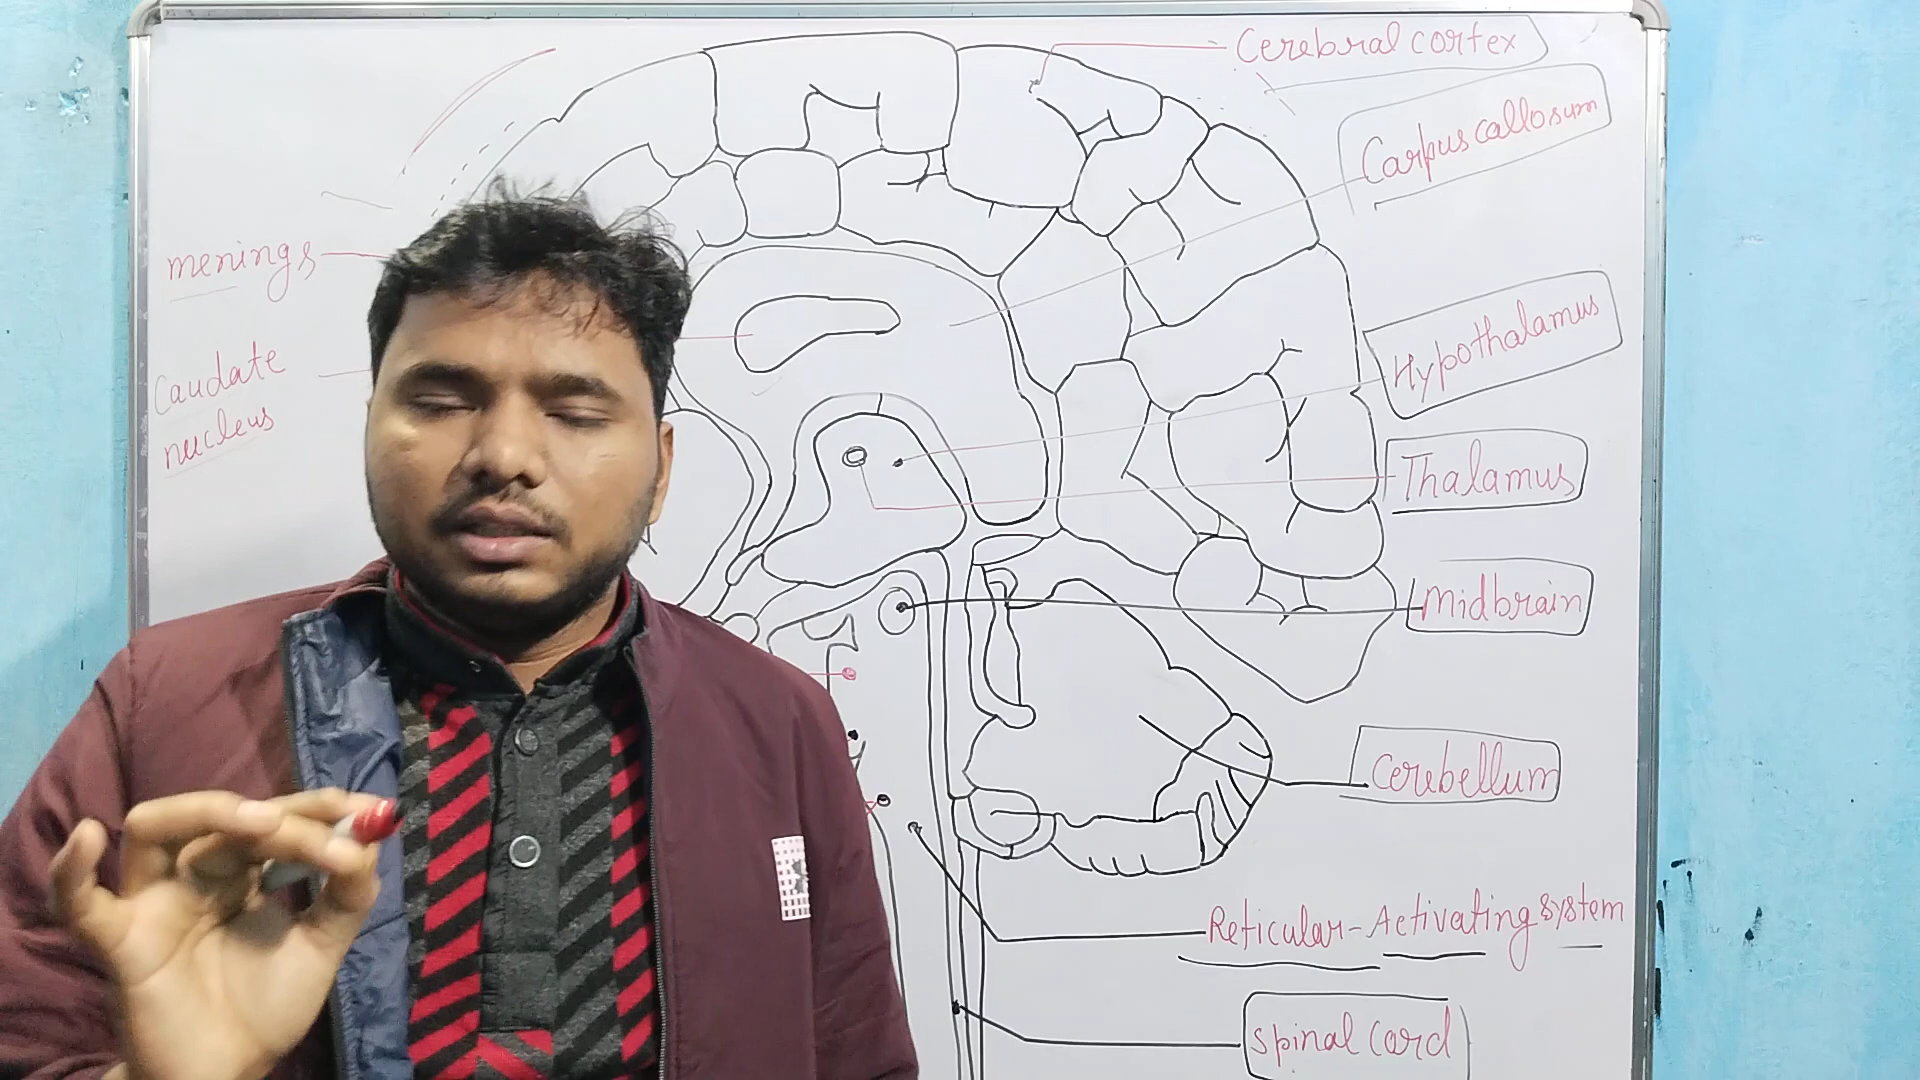 Cerebral cortex
Carpus callosum
menings
Hypothalamus
Caudate
nucleus
Thalamus
Midbrain
Cerebellum
Reticular-Activating system
spinal cord